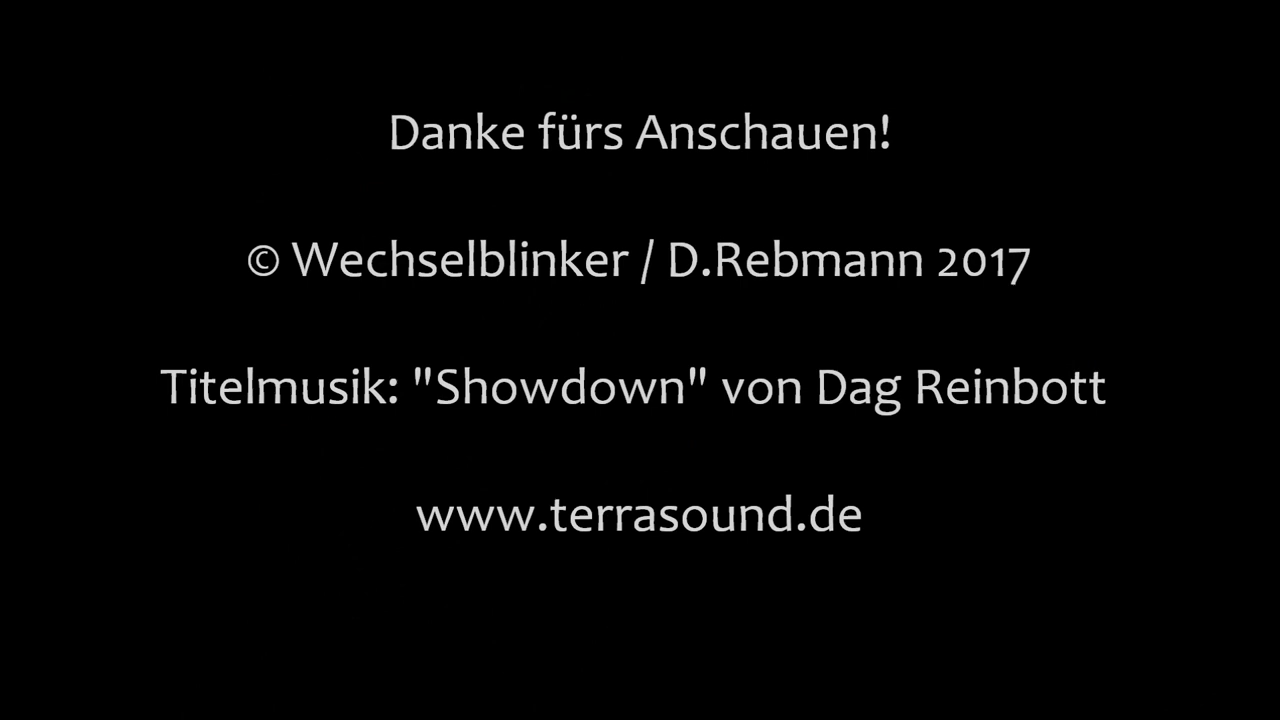 Danke fürs Anschauen!
© Wechselblinker / D.Rebmann 2017
Titelmusik: "Showdown" von Dag Reinbott
www.terrasound.de